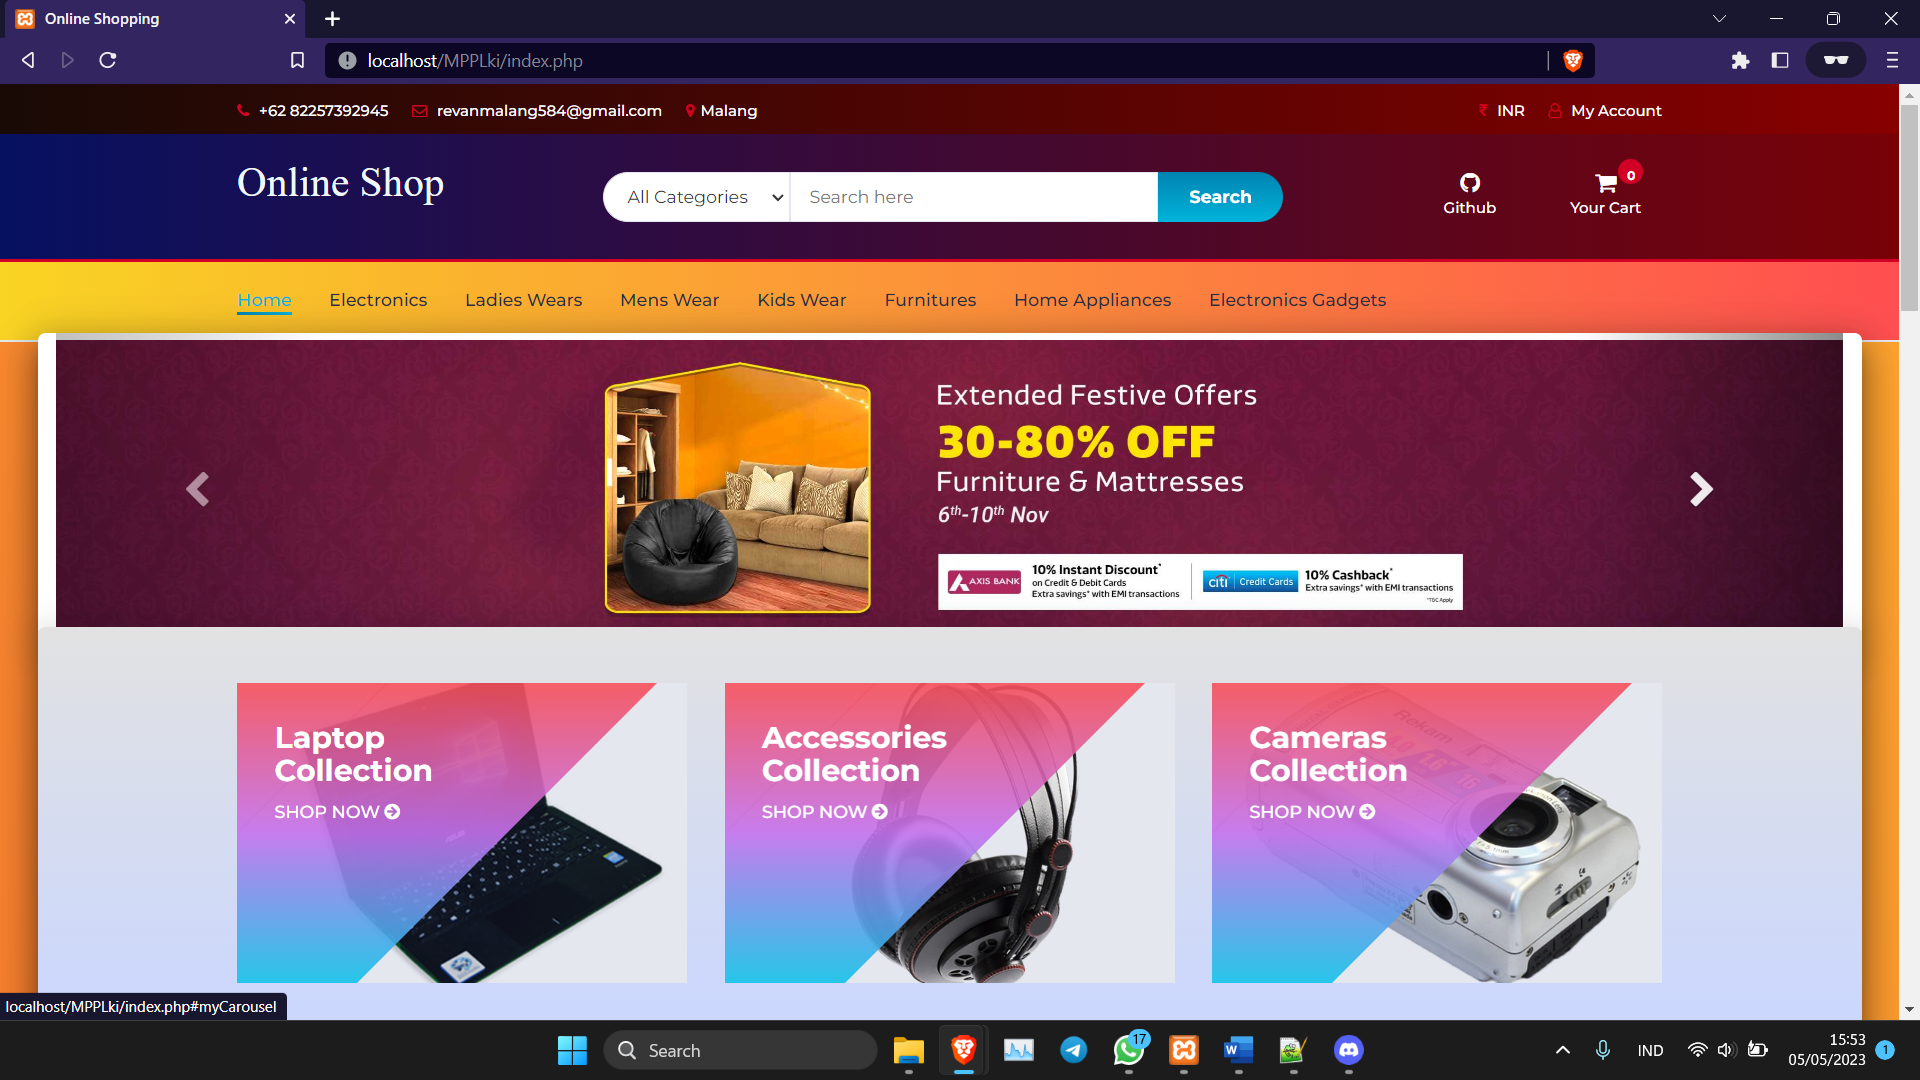 Online Shopping
localhost/MPPLki/index.php
+62 82257392945
revanmalang584@gmail.com
Malang
INR
My Account
Online Shop
All Categories
Search here
Search
Github
0
Your Cart
Home
Electronics
Ladies Wears
Mens Wear
Kids Wear
Furnitures
Home Appliances
Electronics Gadgets
Extended Festive Offers
30-80% OFF
Furniture & Mattresses
6th-10th Nov
AXIS BANK
10% Instant Discount*
on Credit & Debit Cards
Extra savings* with EMI transactions
citi Credit Cards
10% Cashback*
Extra savings* with EMI transactions
*T&C Apply
Laptop
Collection
SHOP NOW
Accessories
Collection
SHOP NOW
Cameras
Collection
SHOP NOW
localhost/MPPLki/index.php#myCarousel
Search
17
IND
15:53
05/05/2023
1